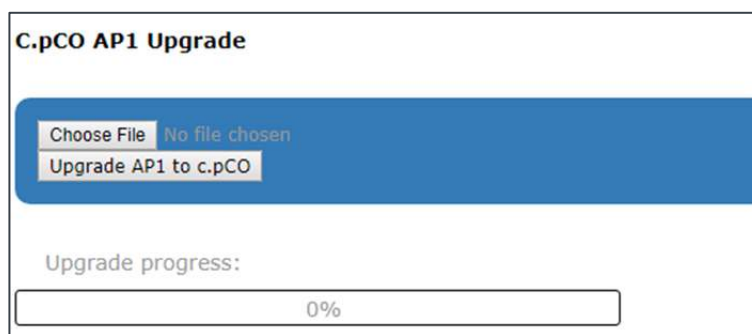 C.pCO AP1 Upgrade
Choose File No file chosen
Upgrade AP1 to c.pCO
Upgrade progress:
0%